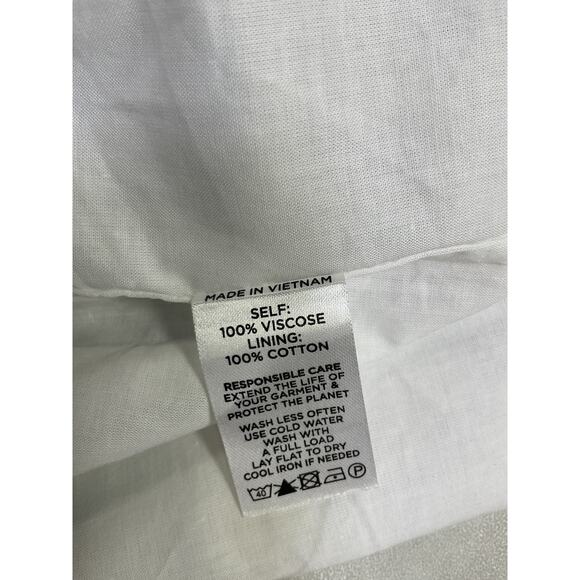 MADE IN VIETNAM
SELF:
100% VISCOSE
LINING:
100% COTTON
RESPONSIBLE CARE
EXTEND THE LIFE OF
YOUR GARMENT &
PROTECT THE PLANET
WASH LESS OFTEN
USE COLD WATER
WASH WITH
A FULL LOAD
LAY FLAT TO DRY
COOL IRON IF NEEDED
40 P